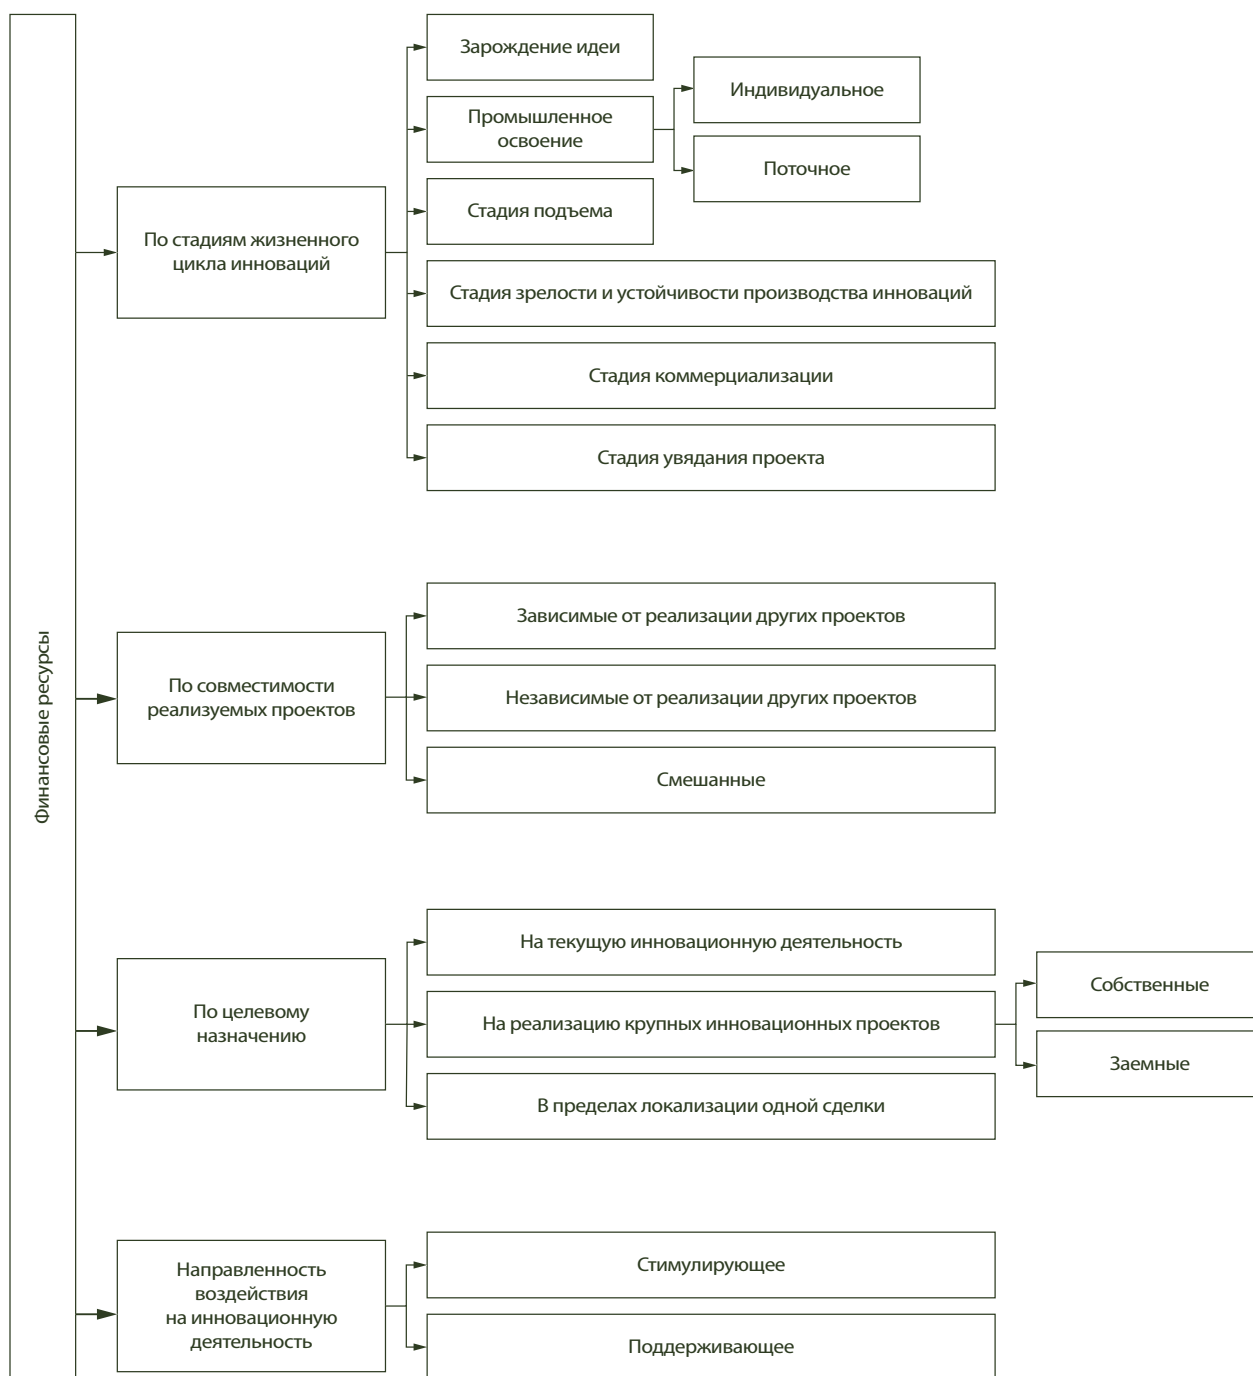 Финансовые ресурсы
По стадиям жизненного
цикла инноваций
Зарождение идеи
Промышленное
освоение
Индивидуальное
Поточное
Стадия подъема
Стадия зрелости и устойчивости производства инноваций
Стадия коммерциализации
Стадия увядания проекта
По совместимости
реализуемых проектов
Зависимые от реализации других проектов
Независимые от реализации других проектов
Смешанные
По целевому
назначению
На текущую инновационную деятельность
На реализацию крупных инновационных проектов
Собственные
Заемные
В пределах локализации одной сделки
Направленность
воздействия
на инновационную
деятельность
Стимулирующее
Поддерживающее